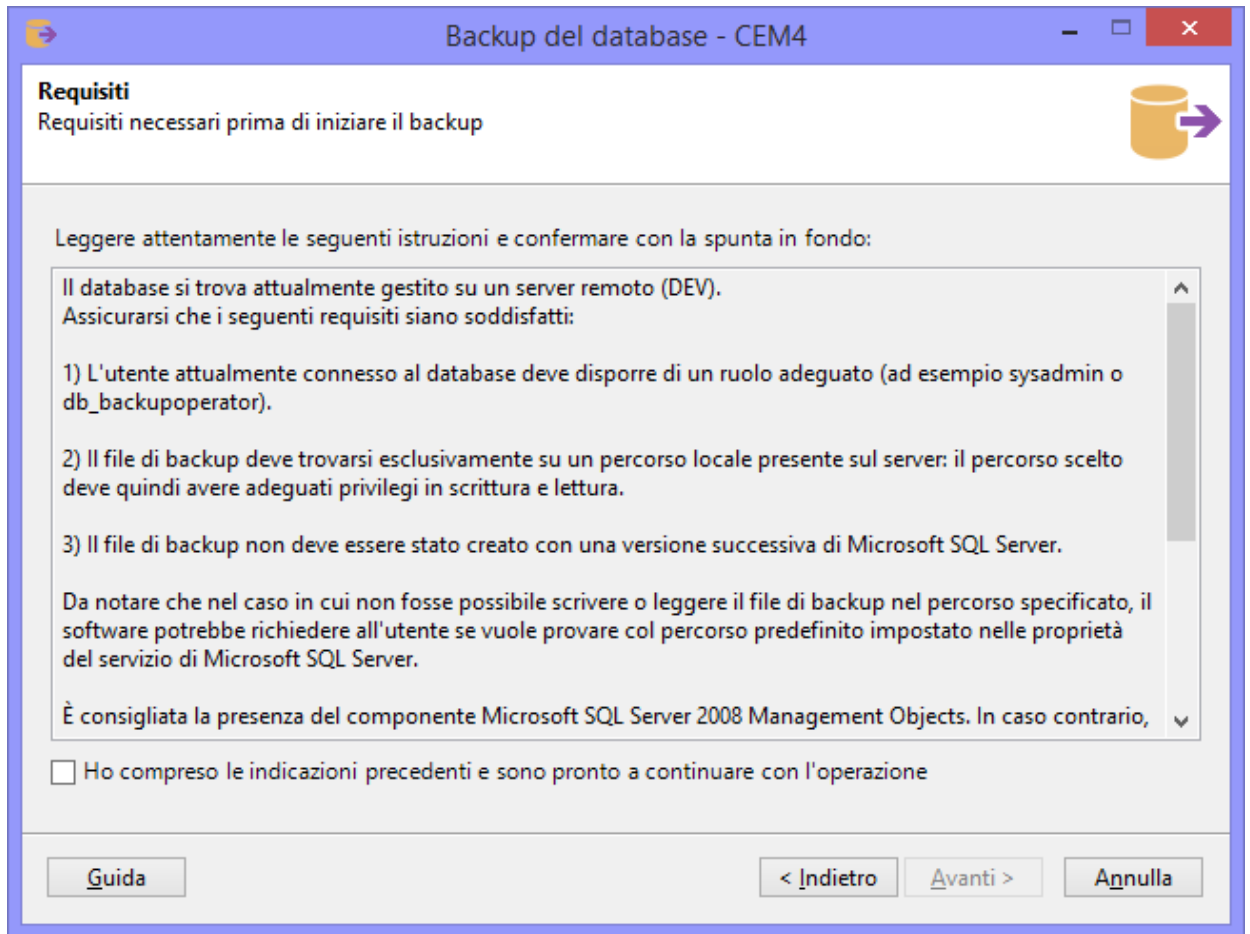 Backup del database - CEM4
Requisiti
Requisiti necessari prima di iniziare il backup
Leggere attentamente le seguenti istruzioni e confermare con la spunta in fondo:
Il database si trova attualmente gestito su un server remoto (DEV).
Assicurarsi che i seguenti requisiti siano soddisfatti:
1) L'utente attualmente connesso al database deve disporre di un ruolo adeguato (ad esempio sysadmin o
db_backupoperator).
2) Il file di backup deve trovarsi esclusivamente su un percorso locale presente sul server: il percorso scelto
deve quindi avere adeguati privilegi in scrittura e lettura.
3) Il file di backup non deve essere stato creato con una versione successiva di Microsoft SQL Server.
Da notare che nel caso in cui non fosse possibile scrivere o leggere il file di backup nel percorso specificato, il
software potrebbe richiedere all'utente se vuole provare col percorso predefinito impostato nelle proprietà
del servizio di Microsoft SQL Server.
È consigliata la presenza del componente Microsoft SQL Server 2008 Management Objects. In caso contrario,
Ho compreso le indicazioni precedenti e sono pronto a continuare con l'operazione
Guida
< Indietro
Avanti >
Annulla